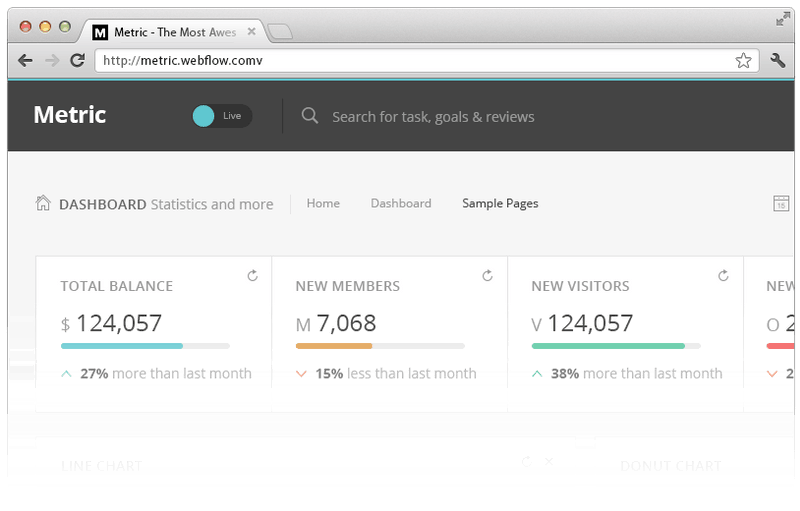 Metric - The Most Awes
http://metric.webflow.comv
Metric
Live
Search for task, goals & reviews
DASHBOARD Statistics and more
Home
Dashboard
Sample Pages
15
TOTAL BALANCE
$ 124,057
27% more than last month
NEW MEMBERS
M 7,068
15% less than last month
NEW VISITORS
V 124,057
38% more than last month
NEW
O 2
2
LINE CHART
DONUT CHART